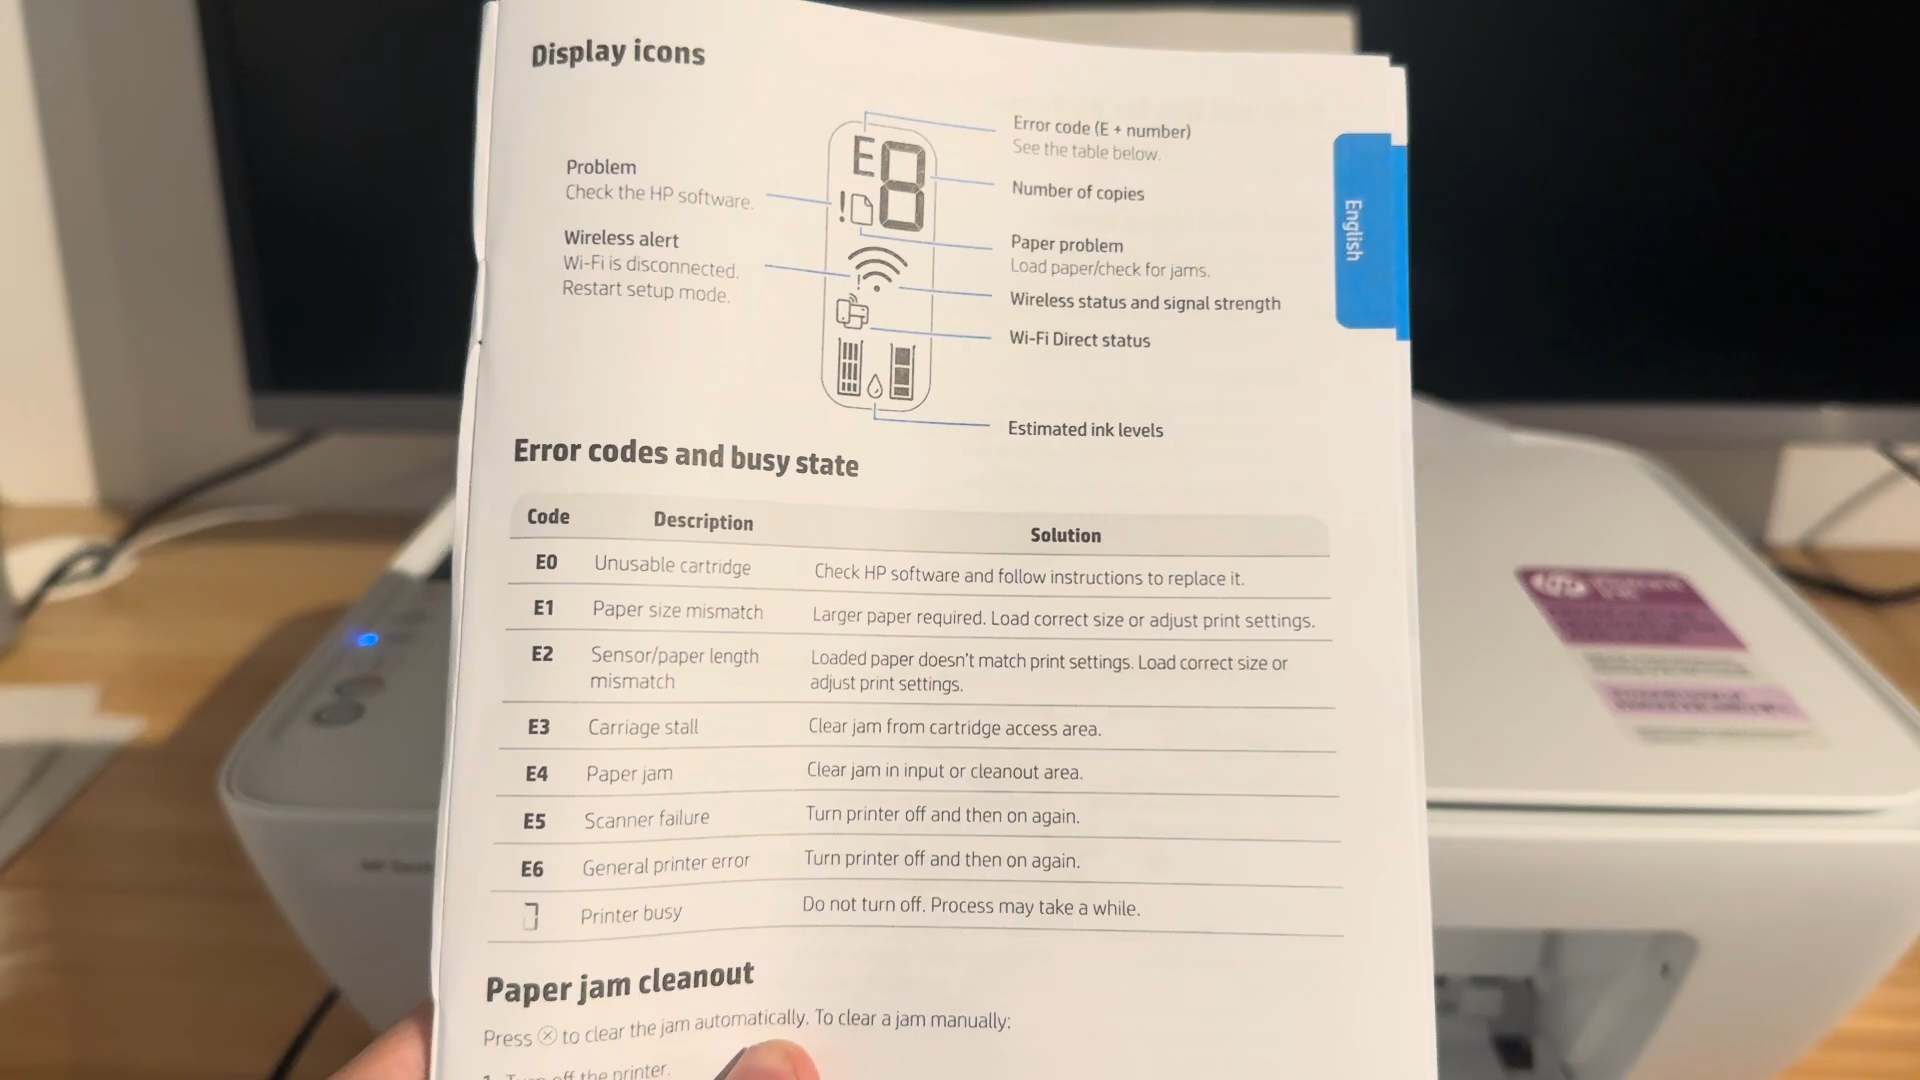 Display icons
Error code (E + number)
See the table below.
Problem
Check the HP software.
E8
Number of copies
!
Wireless alert
Wi-Fi is disconnected.
Restart setup mode.
Paper problem
Load paper/check for jams.
Wireless status and signal strength
!
Wi-Fi Direct status
Estimated ink levels
English
Error codes and busy state
Code Description Solution
E0 Unusable cartridge Check HP software and follow instructions to replace it.
E1 Paper size mismatch Larger paper required. Load correct size or adjust print settings.
E2 Sensor/paper length Loaded paper doesn't match print settings. Load correct size or
mismatch adjust print settings.
E3 Carriage stall Clear jam from cartridge access area.
E4 Paper jam Clear jam in input or cleanout area.
E5 Scanner failure Turn printer off and then on again.
E6 General printer error Turn printer off and then on again.
Printer busy Do not turn off. Process may take a while.
Paper jam cleanout
Press ⊗ to clear the jam automatically. To clear a jam manually:
off the printer.
hp